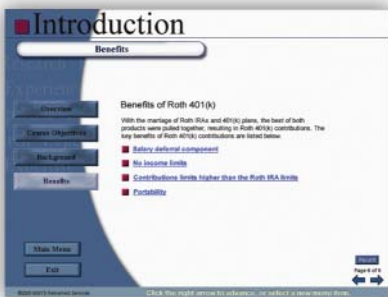 Introduction
Benefits
Overview
Course Objectives
Background
Benefits
Benefits of Roth 401(k)
With the marriage of Roth IRAs and 401(k) plans, the best of both
products were pulled together, resulting in Roth 401(k) contributions. The
key benefits of Roth 401(k) contributions are listed below.
Salary deferral component
No income limits
Contributions limits higher than the Roth IRA limits
Portability
Main Menu
Exit
Page 6 of 9
Click the right arrow to advance, or select a new menu item.